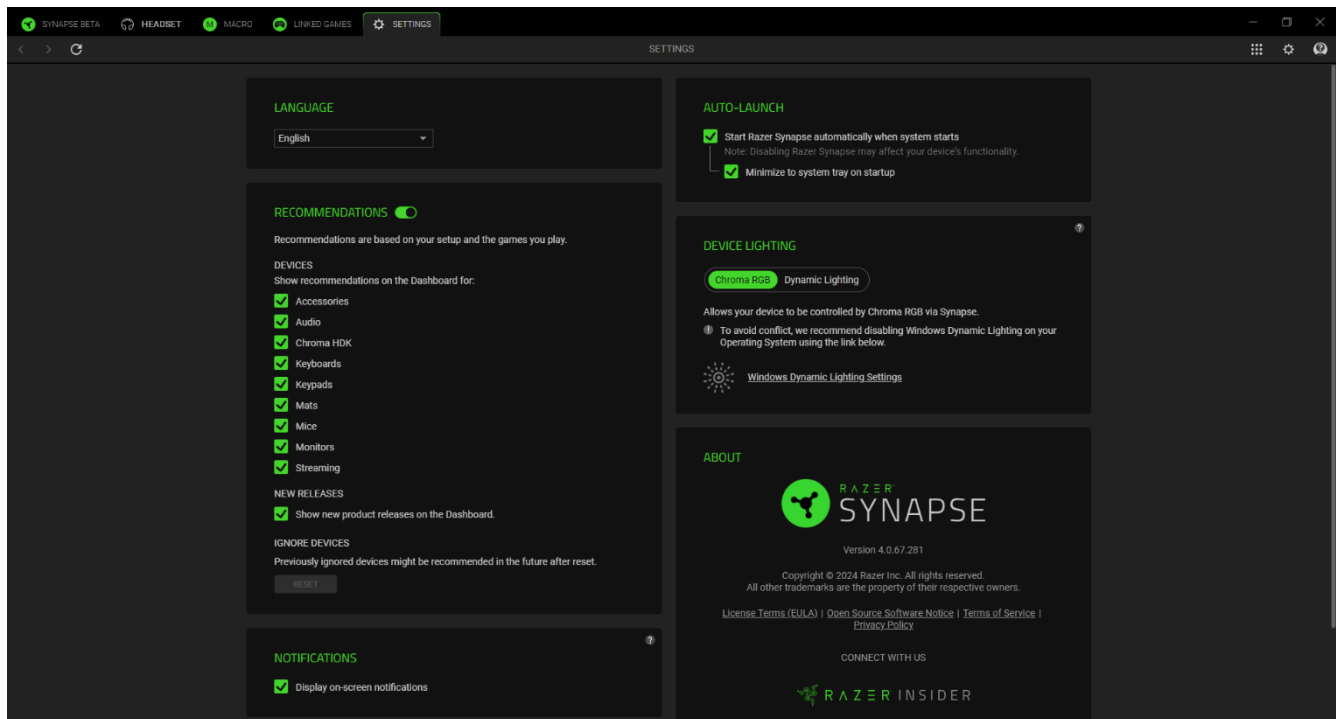 SYNAPSE BETA
HEADSET
MACRO
LINKED GAMES
SETTINGS
SETTINGS
LANGUAGE
English
RECOMMENDATIONS
Recommendations are based on your setup and the games you play.
DEVICES
Show recommendations on the Dashboard for:
Accessories
Audio
Chroma HDK
Keyboards
Keypads
Mats
Mice
Monitors
Streaming
NEW RELEASES
Show new product releases on the Dashboard.
IGNORE DEVICES
Previously ignored devices might be recommended in the future after reset.
RESET
NOTIFICATIONS
Display on-screen notifications
AUTO-LAUNCH
Start Razer Synapse automatically when system starts
Note: Disabling Razer Synapse may affect your device's functionality.
Minimize to system tray on startup
DEVICE LIGHTING
Chroma RGB
Dynamic Lighting
Allows your device to be controlled by Chroma RGB via Synapse.
To avoid conflict, we recommend disabling Windows Dynamic Lighting on your
Operating System using the link below.
Windows Dynamic Lighting Settings
ABOUT
RAZER
SYNAPSE
Version 4.0.67.281
Copyright © 2024 Razer Inc. All rights reserved.
All other trademarks are the property of their respective owners.
License Terms (EULA) | Open Source Software Notice | Terms of Service |
Privacy Policy
CONNECT WITH US
RAZER INSIDER